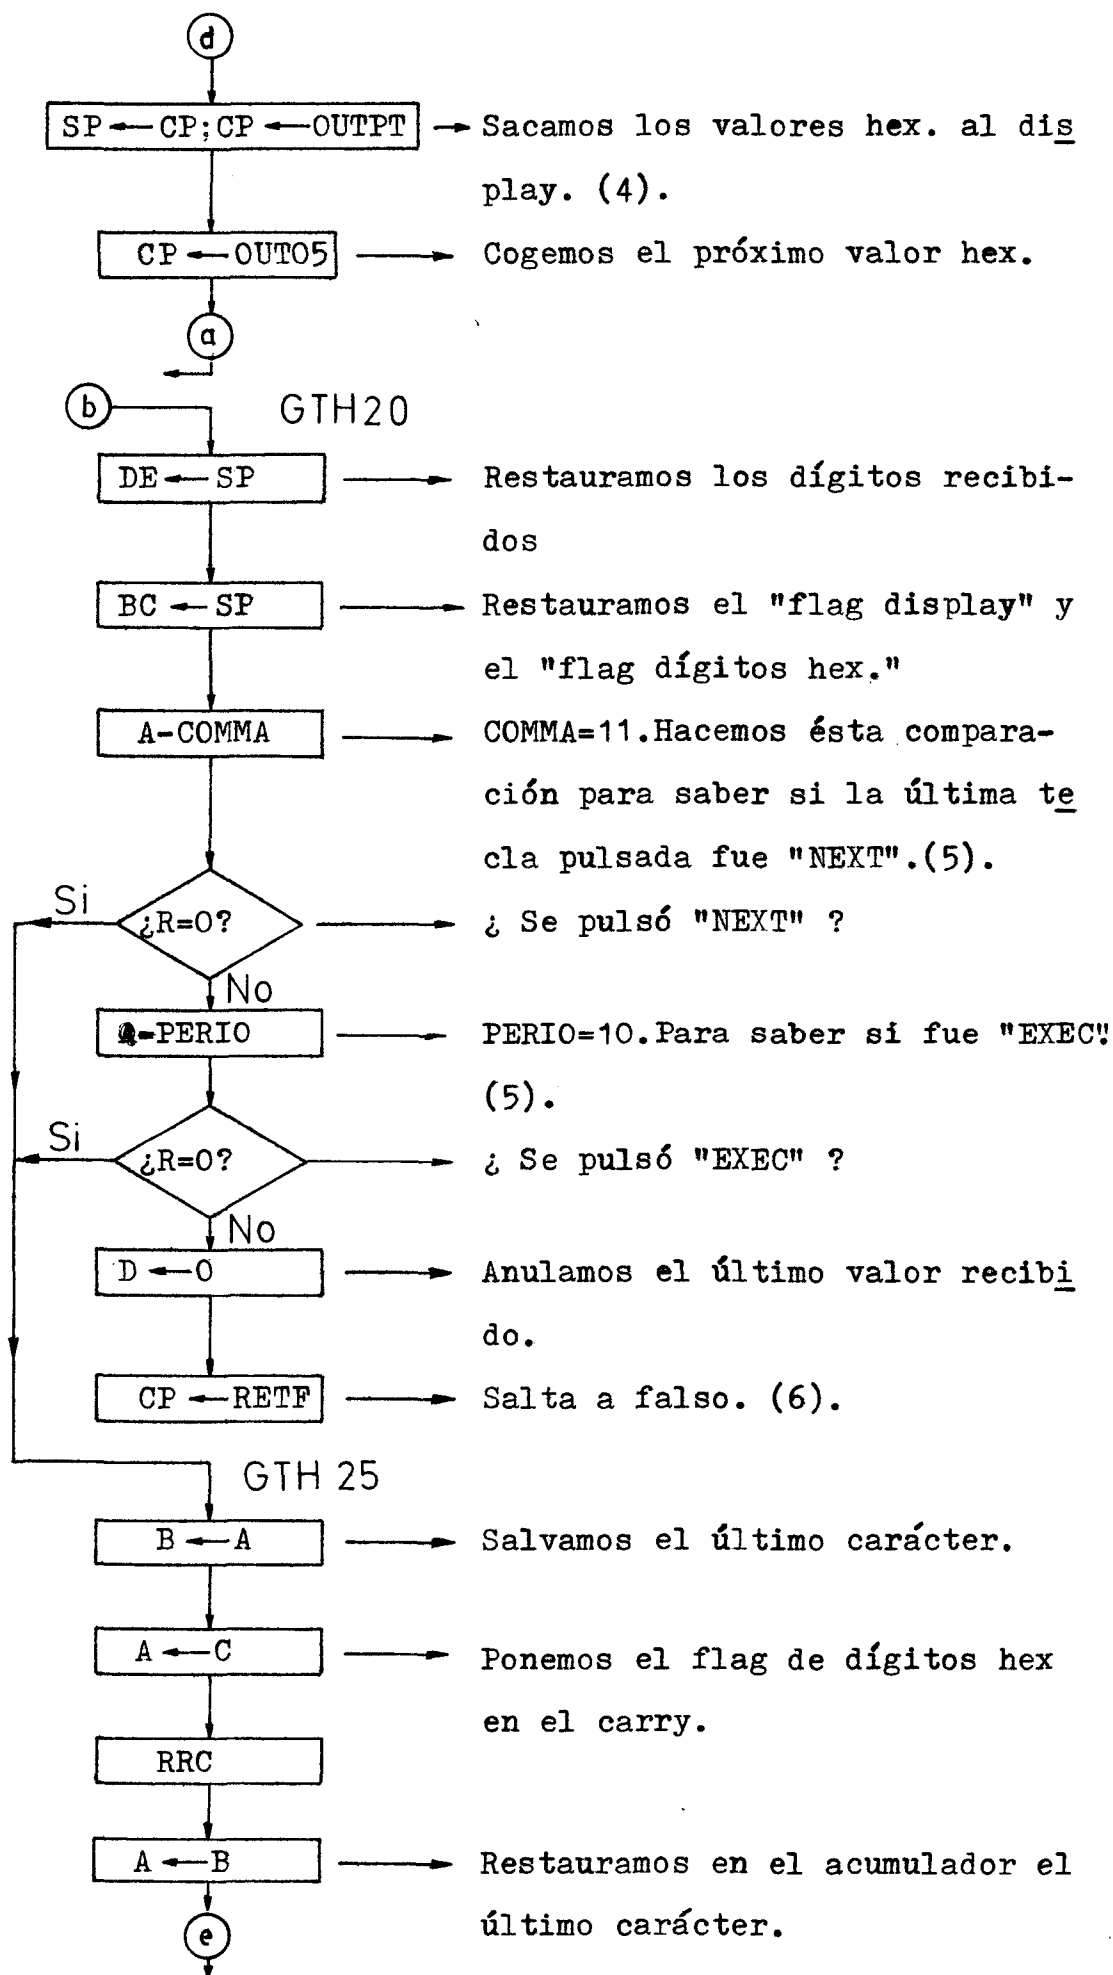 d
SP ← CP;CP ← OUTPT → Sacamos los valores hex. al dis
play. (4).
CP ← OUTO5 → Cogemos el próximo valor hex.
a
b GTH20
DE ← SP → Restauramos los dígitos recibi-
dos
BC ← SP → Restauramos el "flag display" y
el "flag dígitos hex."
A-COMMA → COMMA=11.Hacemos ésta compara-
ción para saber si la última te
cla pulsada fue "NEXT".(5).
Si ¿R=O? → ¿ Se pulsó "NEXT" ?
No
A-PERIO → PERIO=10.Para saber si fue "EXEC".
(5).
Si ¿R=O? → ¿ Se pulsó "EXEC" ?
No
D ← O → Anulamos el último valor recibi
do.
CP ← RETF → Salta a falso. (6).
GTH 25
B ← A → Salvamos el último carácter.
A ← C → Ponemos el flag de dígitos hex
en el carry.
RRC
A ← B → Restauramos en el acumulador el
último carácter.
e